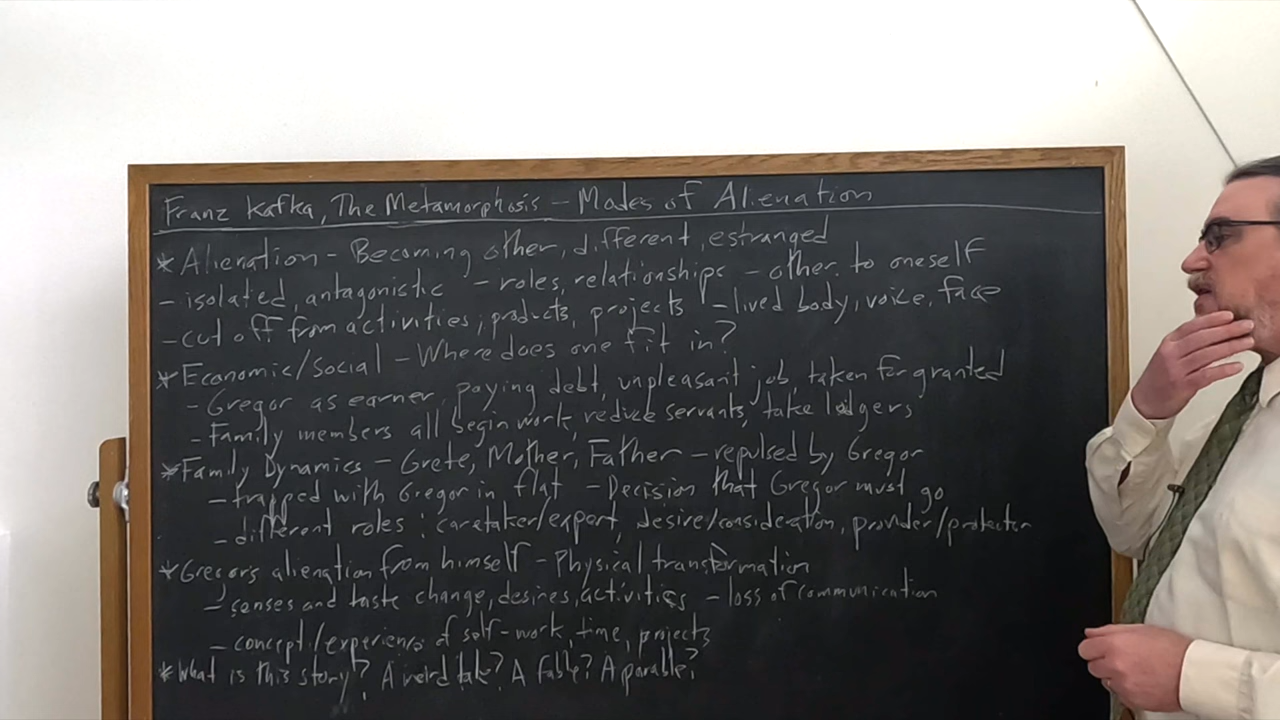 Franz Kafka, The Metamorphosis - Modes of Alienation
* Alienation - Becoming other, different, estranged
- isolated, antagonistic - roles, relationships - other to oneself
- cut off from activities, products, projects - lived body, voice, face
* Economic/Social - Where does one fit in?
- Gregor as earner, paying debt, unpleasant job, taken for granted
- Family members all begin work, reduce servants, take lodgers
* Family Dynamics - Grete, Mother, Father - repulsed by Gregor
- trapped with Gregor in flat - Decision that Gregor must go
- different roles: caretaker/expert, desire/consideration, provider/protector
* Gregor's alienation from himself - Physical transformation
- senses and taste change, desires, activities - loss of communication
- concept/experience of self - work, time, projects
* What is this story? A weird tale? A fable? A parable?